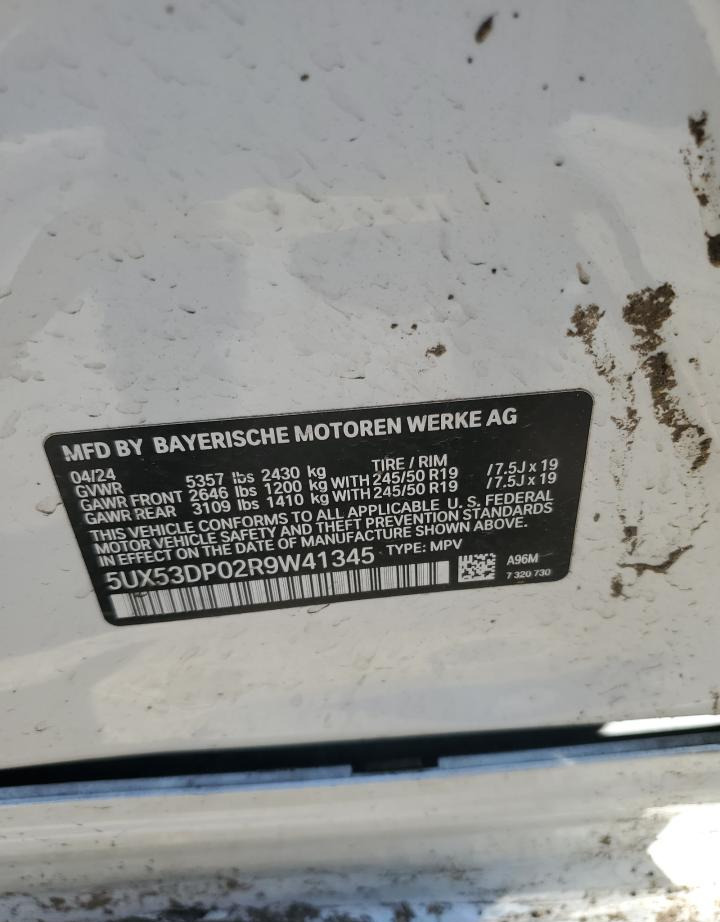 MFD BY BAYERISCHE MOTOREN WERKE AG
04/24 TIRE / RIM
GVWR 5357 lbs 2430 kg
GAWR FRONT 2646 lbs 1200 kg WITH 245/50 R19 /7.5J x 19
GAWR REAR 3109 lbs 1410 kg WITH 245/50 R19 /7.5J x 19
THIS VEHICLE CONFORMS TO ALL APPLICABLE U. S. FEDERAL
MOTOR VEHICLE SAFETY AND THEFT PREVENTION STANDARDS
IN EFFECT ON THE DATE OF MANUFACTURE SHOWN ABOVE.
5UX53DP02R9W41345 TYPE: MPV
A96M
7 320 730